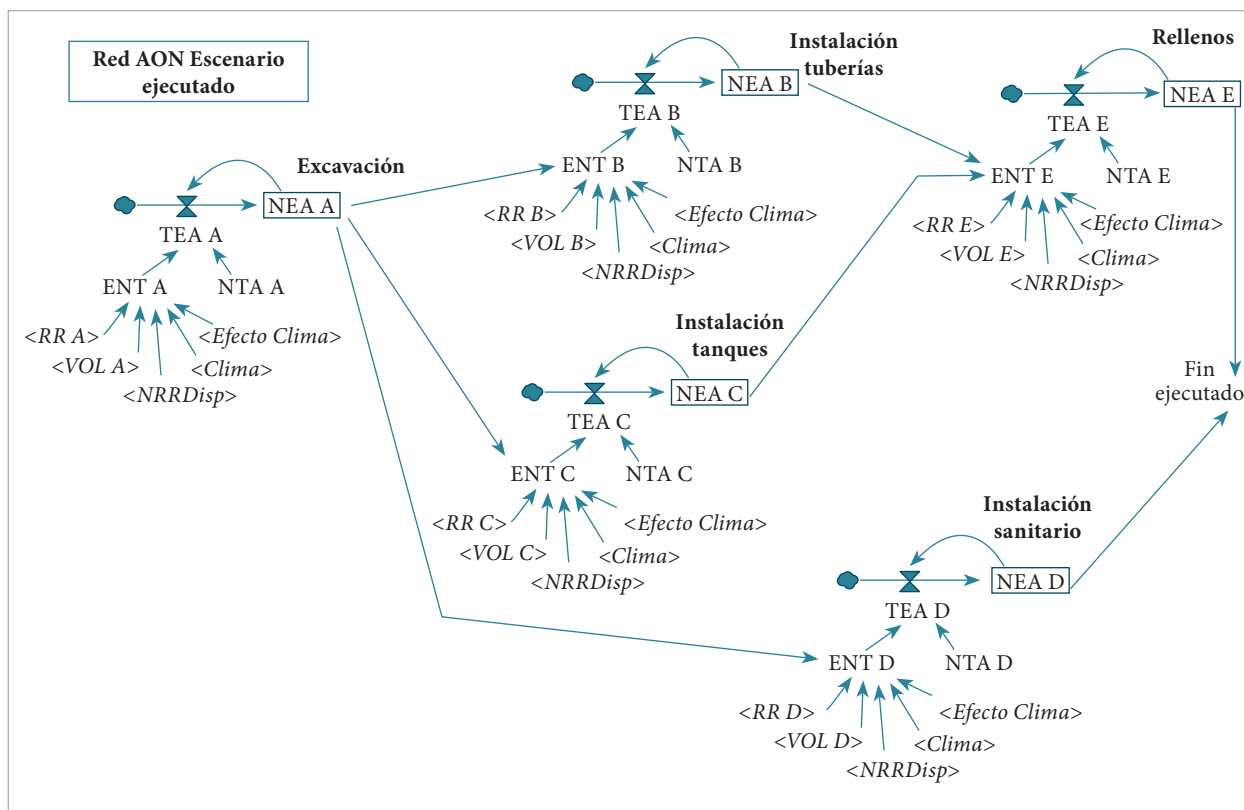 Red AON Escenario
ejecutado
Excavación
NEA A
TEA A
ENT A
NTA A
<RR A>
<VOL A>
<NRRDisp>
<Clima>
<Efecto Clima>
Instalación
tuberías
NEA B
TEA B
ENT B
NTA B
<RR B>
<VOL B>
<NRRDisp>
<Clima>
<Efecto Clima>
Instalación
tanques
NEA C
TEA C
ENT C
NTA C
<RR C>
<VOL C>
<NRRDisp>
<Clima>
<Efecto Clima>
Instalación
sanitario
NEA D
TEA D
ENT D
NTA D
<RR D>
<VOL D>
<NRRDisp>
<Clima>
<Efecto Clima>
Rellenos
NEA E
TEA E
ENT E
NTA E
<RR E>
<VOL E>
<NRRDisp>
<Clima>
<Efecto Clima>
Fin
ejecutado